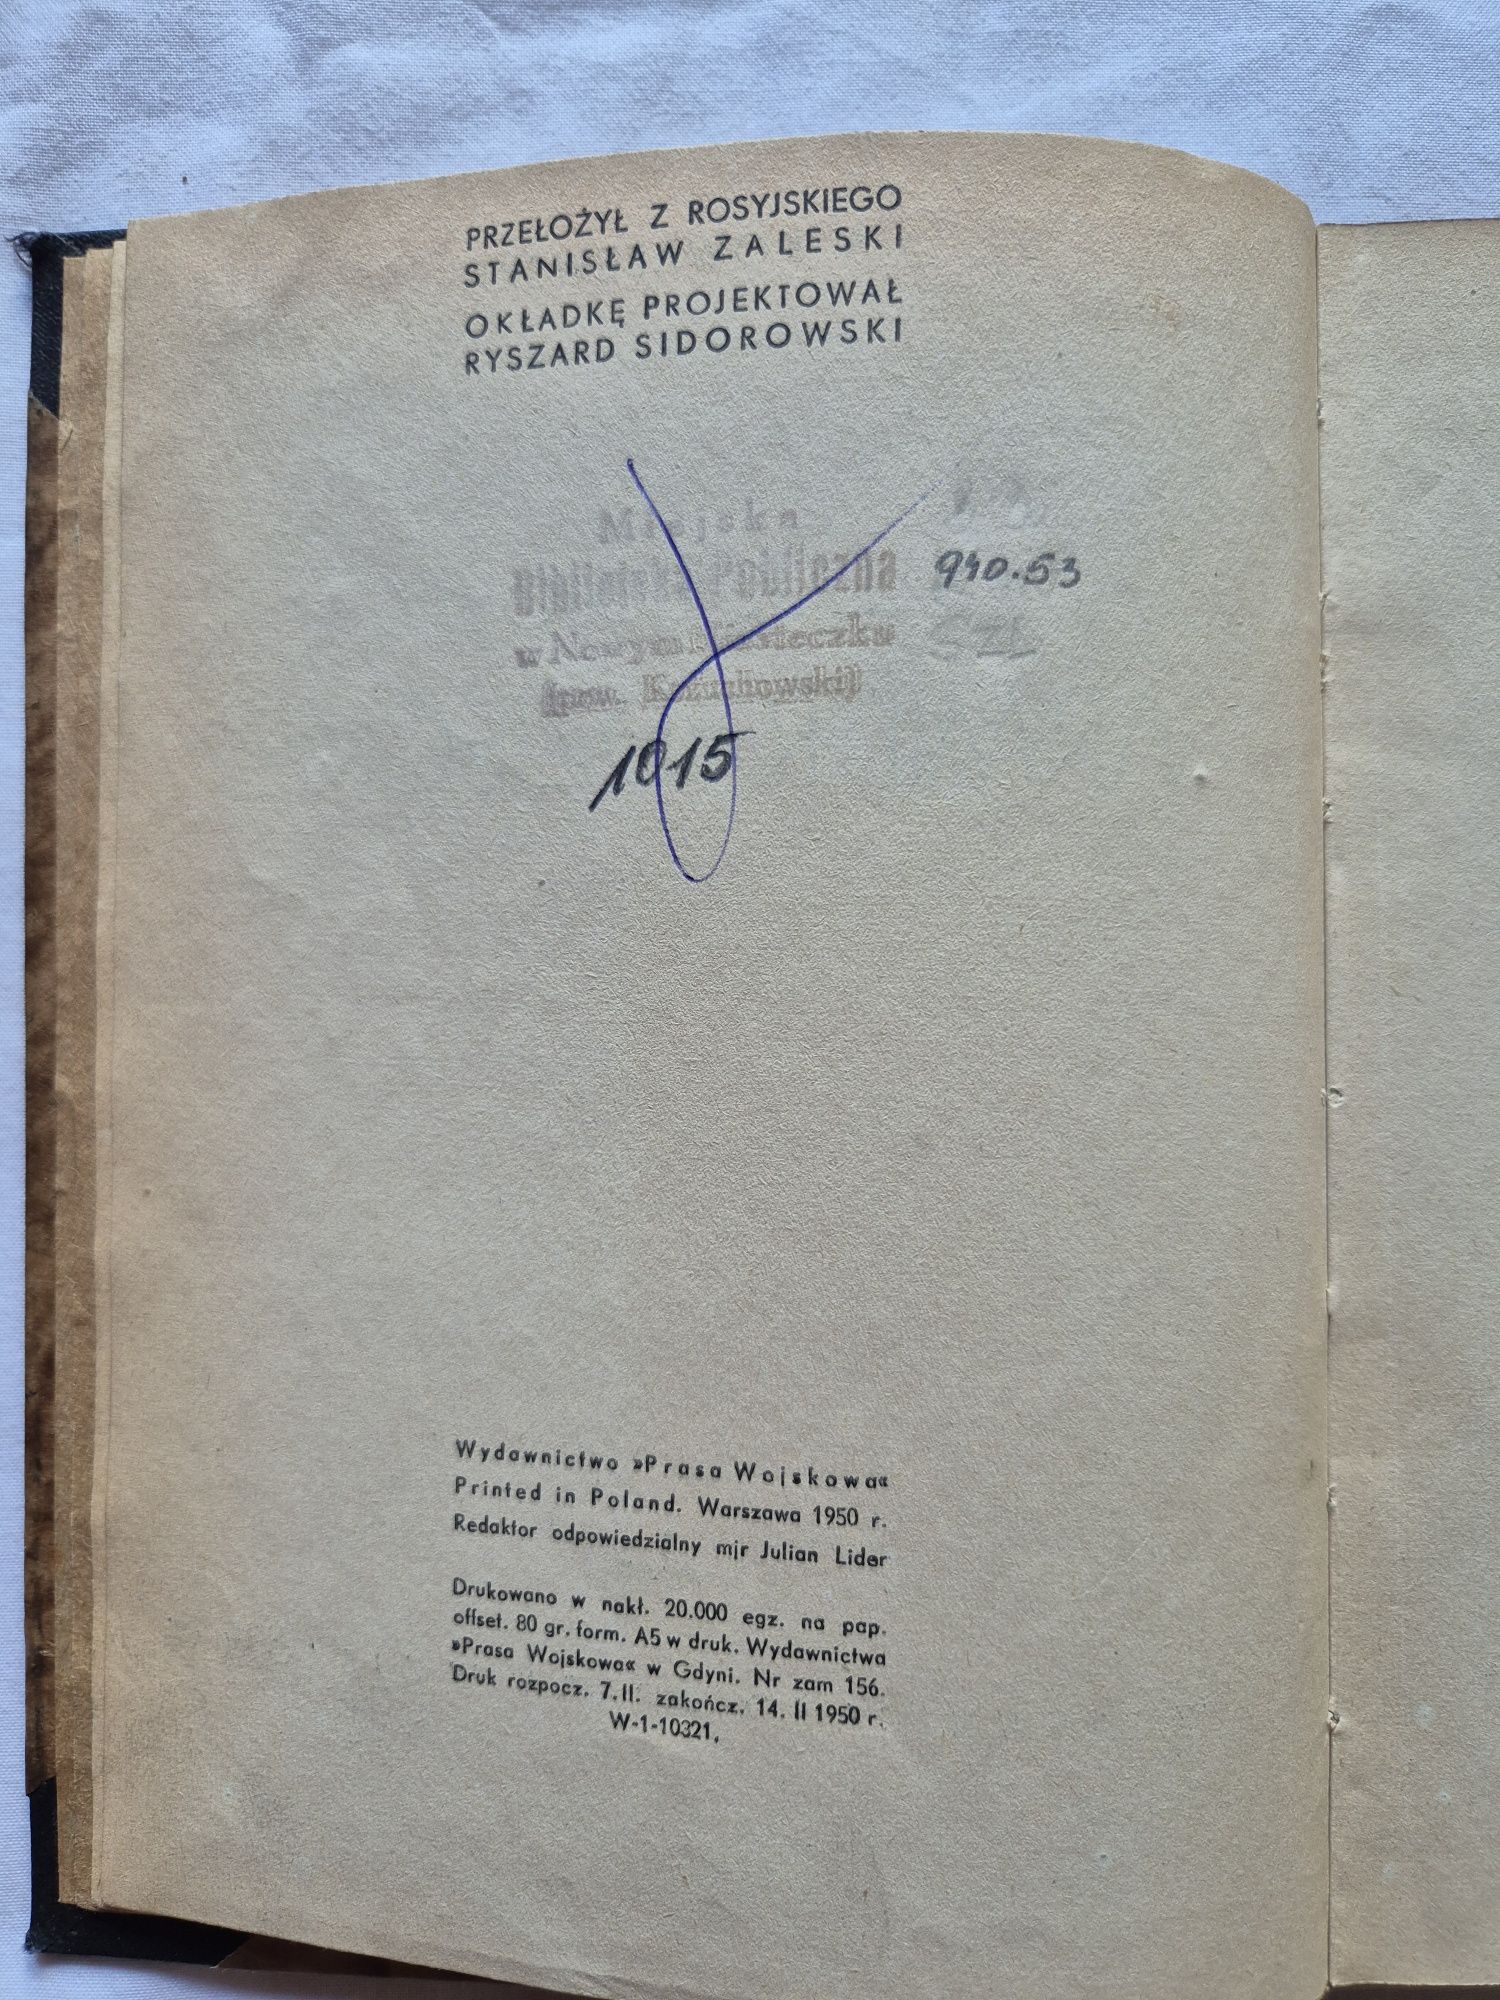 PRZEŁOŻYŁ Z ROSYJSKIEGO
STANISŁAW ZALESKI
OKŁADKĘ PROJEKTOWAŁ
RYSZARD SIDOROWSKI
Miejska
Biblioteka Publiczna
w Nowym Miasteczku
(pow. Kożuchowski)
940.53
1015
Wydawnictwo »Prasa Wojskowa«
Printed in Poland. Warszawa 1950 r.
Redaktor odpowiedzialny mjr Julian Lider
Drukowano w nakł. 20.000 egz. na pap.
offset. 80 gr. form. A5 w druk. Wydawnictwa
»Prasa Wojskowa« w Gdyni. Nr zam 156.
Druk rozpocz. 7.II. zakończ. 14. II 1950 r.
W-1-10321.